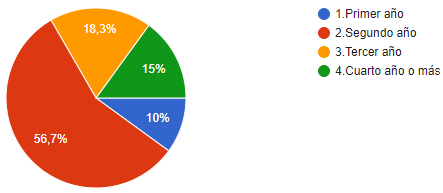 18,3%
15%
10%
56,7%
1.Primer año
2.Segundo año
3.Tercer año
4.Cuarto año o más